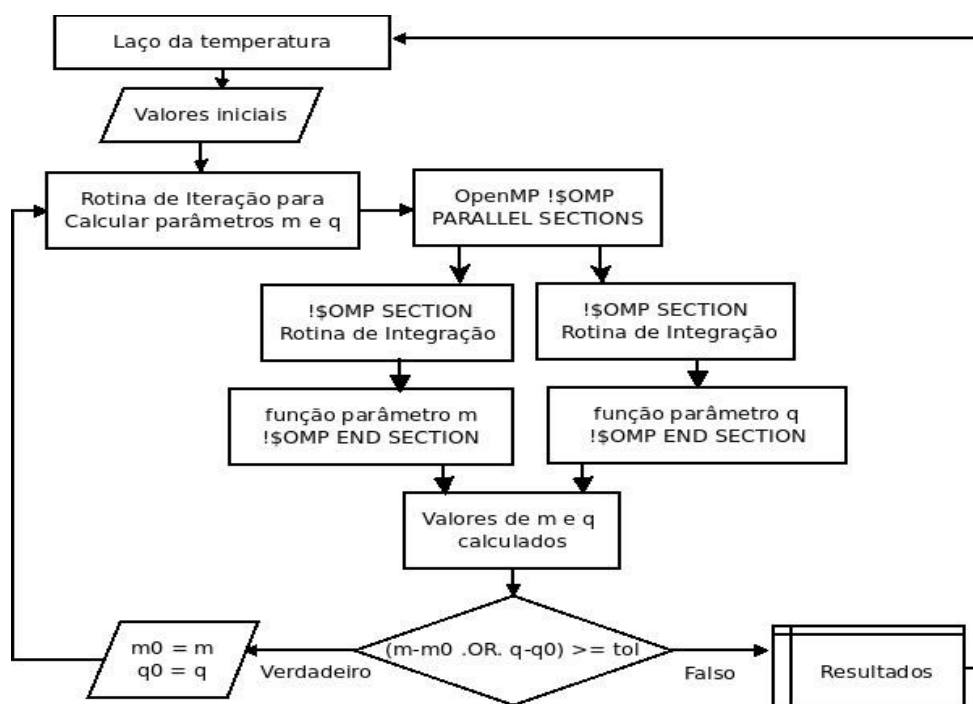 Laço da temperatura
Valores iniciais
Rotina de Iteração para
Calcular parâmetros m e q
OpenMP !$OMP
PARALLEL SECTIONS
!$OMP SECTION
Rotina de Integração
!$OMP SECTION
Rotina de Integração
função parâmetro m
!$OMP END SECTION
função parâmetro q
!$OMP END SECTION
Valores de m e q
calculados
(m-m0 .OR. q-q0) >= tol
Verdadeiro
Falso
m0 = m
q0 = q
Resultados